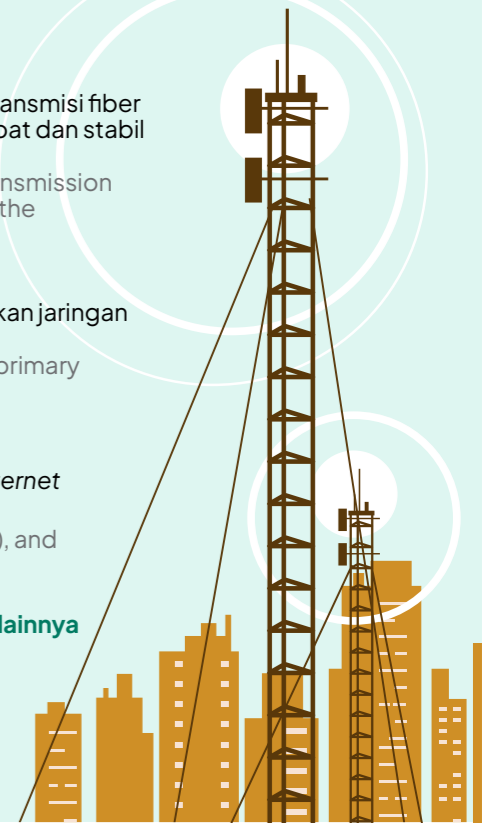 ansmisi fiber
pat dan stabil
nsmission
the
kan jaringan
primary
ernet
), and
lainnya